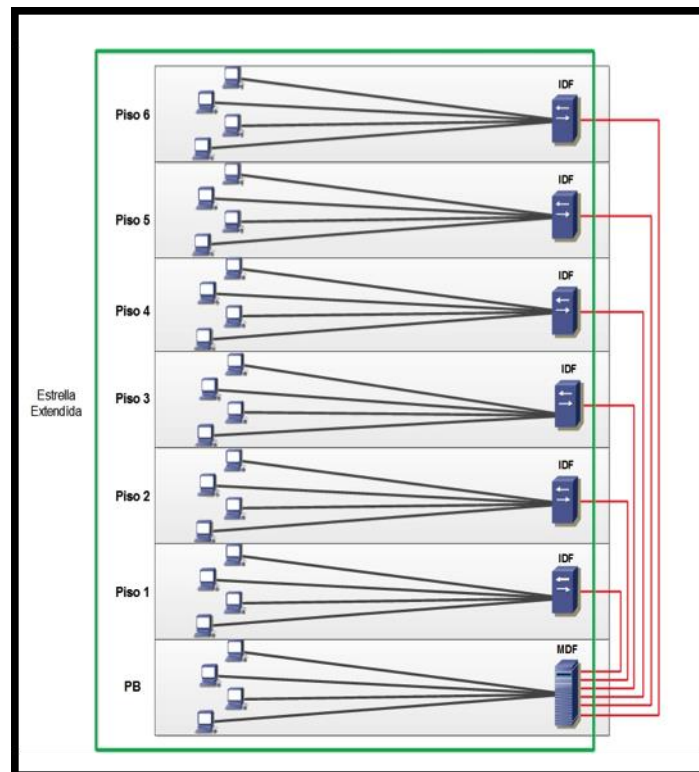 IDF
Piso 6
IDF
Piso 5
IDF
Piso 4
IDF
Piso 3
Estrella
Extendida
IDF
Piso 2
IDF
Piso 1
MDF
PB